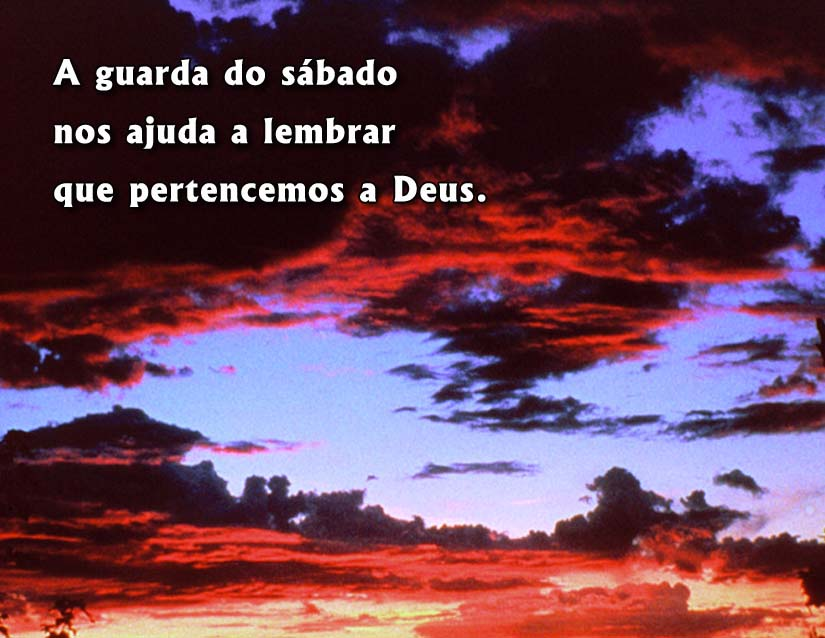 A guarda do sábado
nos ajuda a lembrar
que pertencemos a Deus.